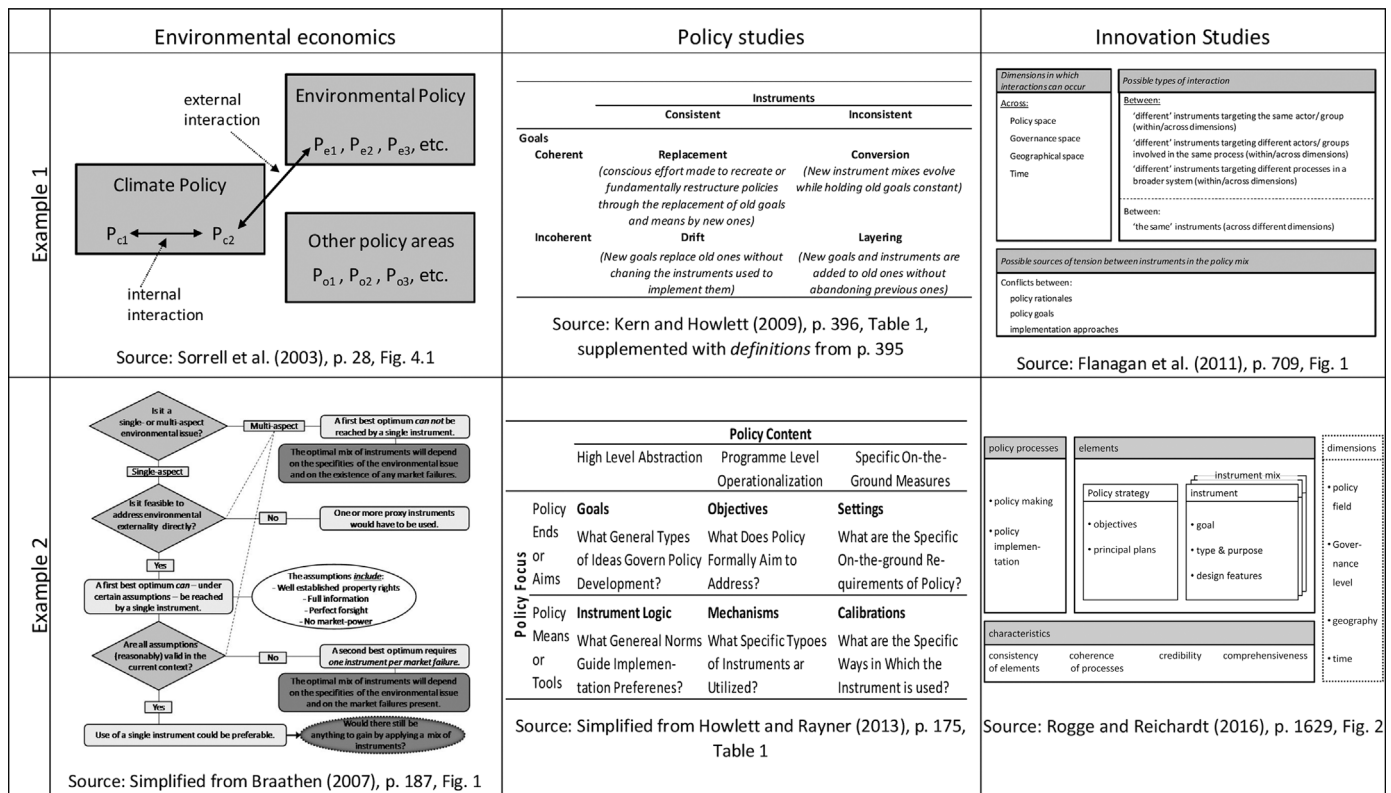 Environmental economics
Policy studies
Innovation Studies
Example 1
external
interaction
Environmental Policy
Pe1 , Pe2 , Pe3, etc.
Climate Policy
Pc1
Pc2
Other policy areas
Po1, Po2, Po3, etc.
internal
interaction
Source: Sorrell et al. (2003), p. 28, Fig. 4.1
Instruments
Consistent
Inconsistent
Goals
Coherent
Replacement
(conscious effort made to recreate or
fundamentally restructure policies
through the replacement of old goals
and means by new ones)
Conversion
(New instrument mixes evolve
while holding old goals constant)
Incoherent
Drift
(New goals replace old ones without
chaning the instruments used to
implement them)
Layering
(New goals and instruments are
added to old ones without
abandoning previous ones)
Source: Kern and Howlett (2009), p. 396, Table 1,
supplemented with definitions from p. 395
Dimensions in which
interactions can occur
Across:
Policy space
Governance space
Geographical space
Time
Possible types of interaction
Between:
'different' instruments targeting the same actor/ group
(within/across dimensions)
'different' instruments targeting different actors/ groups
involved in the same process (within/across dimensions)
'different' instruments targeting different processes in a
broader system (within/across dimensions)
Between:
'the same' instruments (across different dimensions)
Possible sources of tension between instruments in the policy mix
Conflicts between:
policy rationales
policy goals
implementation approaches
Source: Flanagan et al. (2011), p. 709, Fig. 1
Example 2
Is it a
single- or multi-aspect
environmental issue?
Multi-aspect
A first best optimum can not be
reached by a single instrument.
The optimal mix of instruments will depend
on the specifities of the environmental issue
and on the existence of any market failures.
Single-aspect
Is it feasible to
address environmental
externality directly?
No
One or more proxy instruments
would have to be used.
Yes
A first best optimum can – under
certain assumptions – be reached
by a single instrument.
The assumptions include:
- Well established property rights
- Full information
- Perfect forsight
- No market-power
Are all assumptions
(reasonably) valid in the
current context?
No
A second best optimum requires
one instrument per market failure.
The optimal mix of instruments will depend
on the specifities of the environmental issue
and on the market failures present.
Yes
Use of a single instrument could be preferable.
Would there still be
anything to gain by applying a mix of
instruments?
Source: Simplified from Braathen (2007), p. 187, Fig. 1
Policy Content
High Level Abstraction
Programme Level
Operationalization
Specific On-the-
Ground Measures
Policy Focus
Policy
Ends
or
Aims
Goals
What General Types
of Ideas Govern Policy
Development?
Objectives
What Does Policy
Formally Aim to
Address?
Settings
What are the Specific
On-the-ground Re-
quirements of Policy?
Policy
Means
or
Tools
Instrument Logic
What Genereal Norms
Guide Implemen-
tation Preferenes?
Mechanisms
What Specific Typoes
of Instruments ar
Utilized?
Calibrations
What are the Specific
Ways in Which the
Instrument is used?
Source: Simplified from Howlett and Rayner (2013), p. 175,
Table 1
policy processes
• policy making
• policy
implemen-
tation
elements
Policy strategy
• objectives
• principal plans
instrument mix
instrument
• goal
• type & purpose
• design features
dimensions
• policy
field
• Gover-
nance
level
• geography
• time
characteristics
consistency
of elements
coherence
of processes
credibility
comprehensiveness
Source: Rogge and Reichardt (2016), p. 1629, Fig. 2